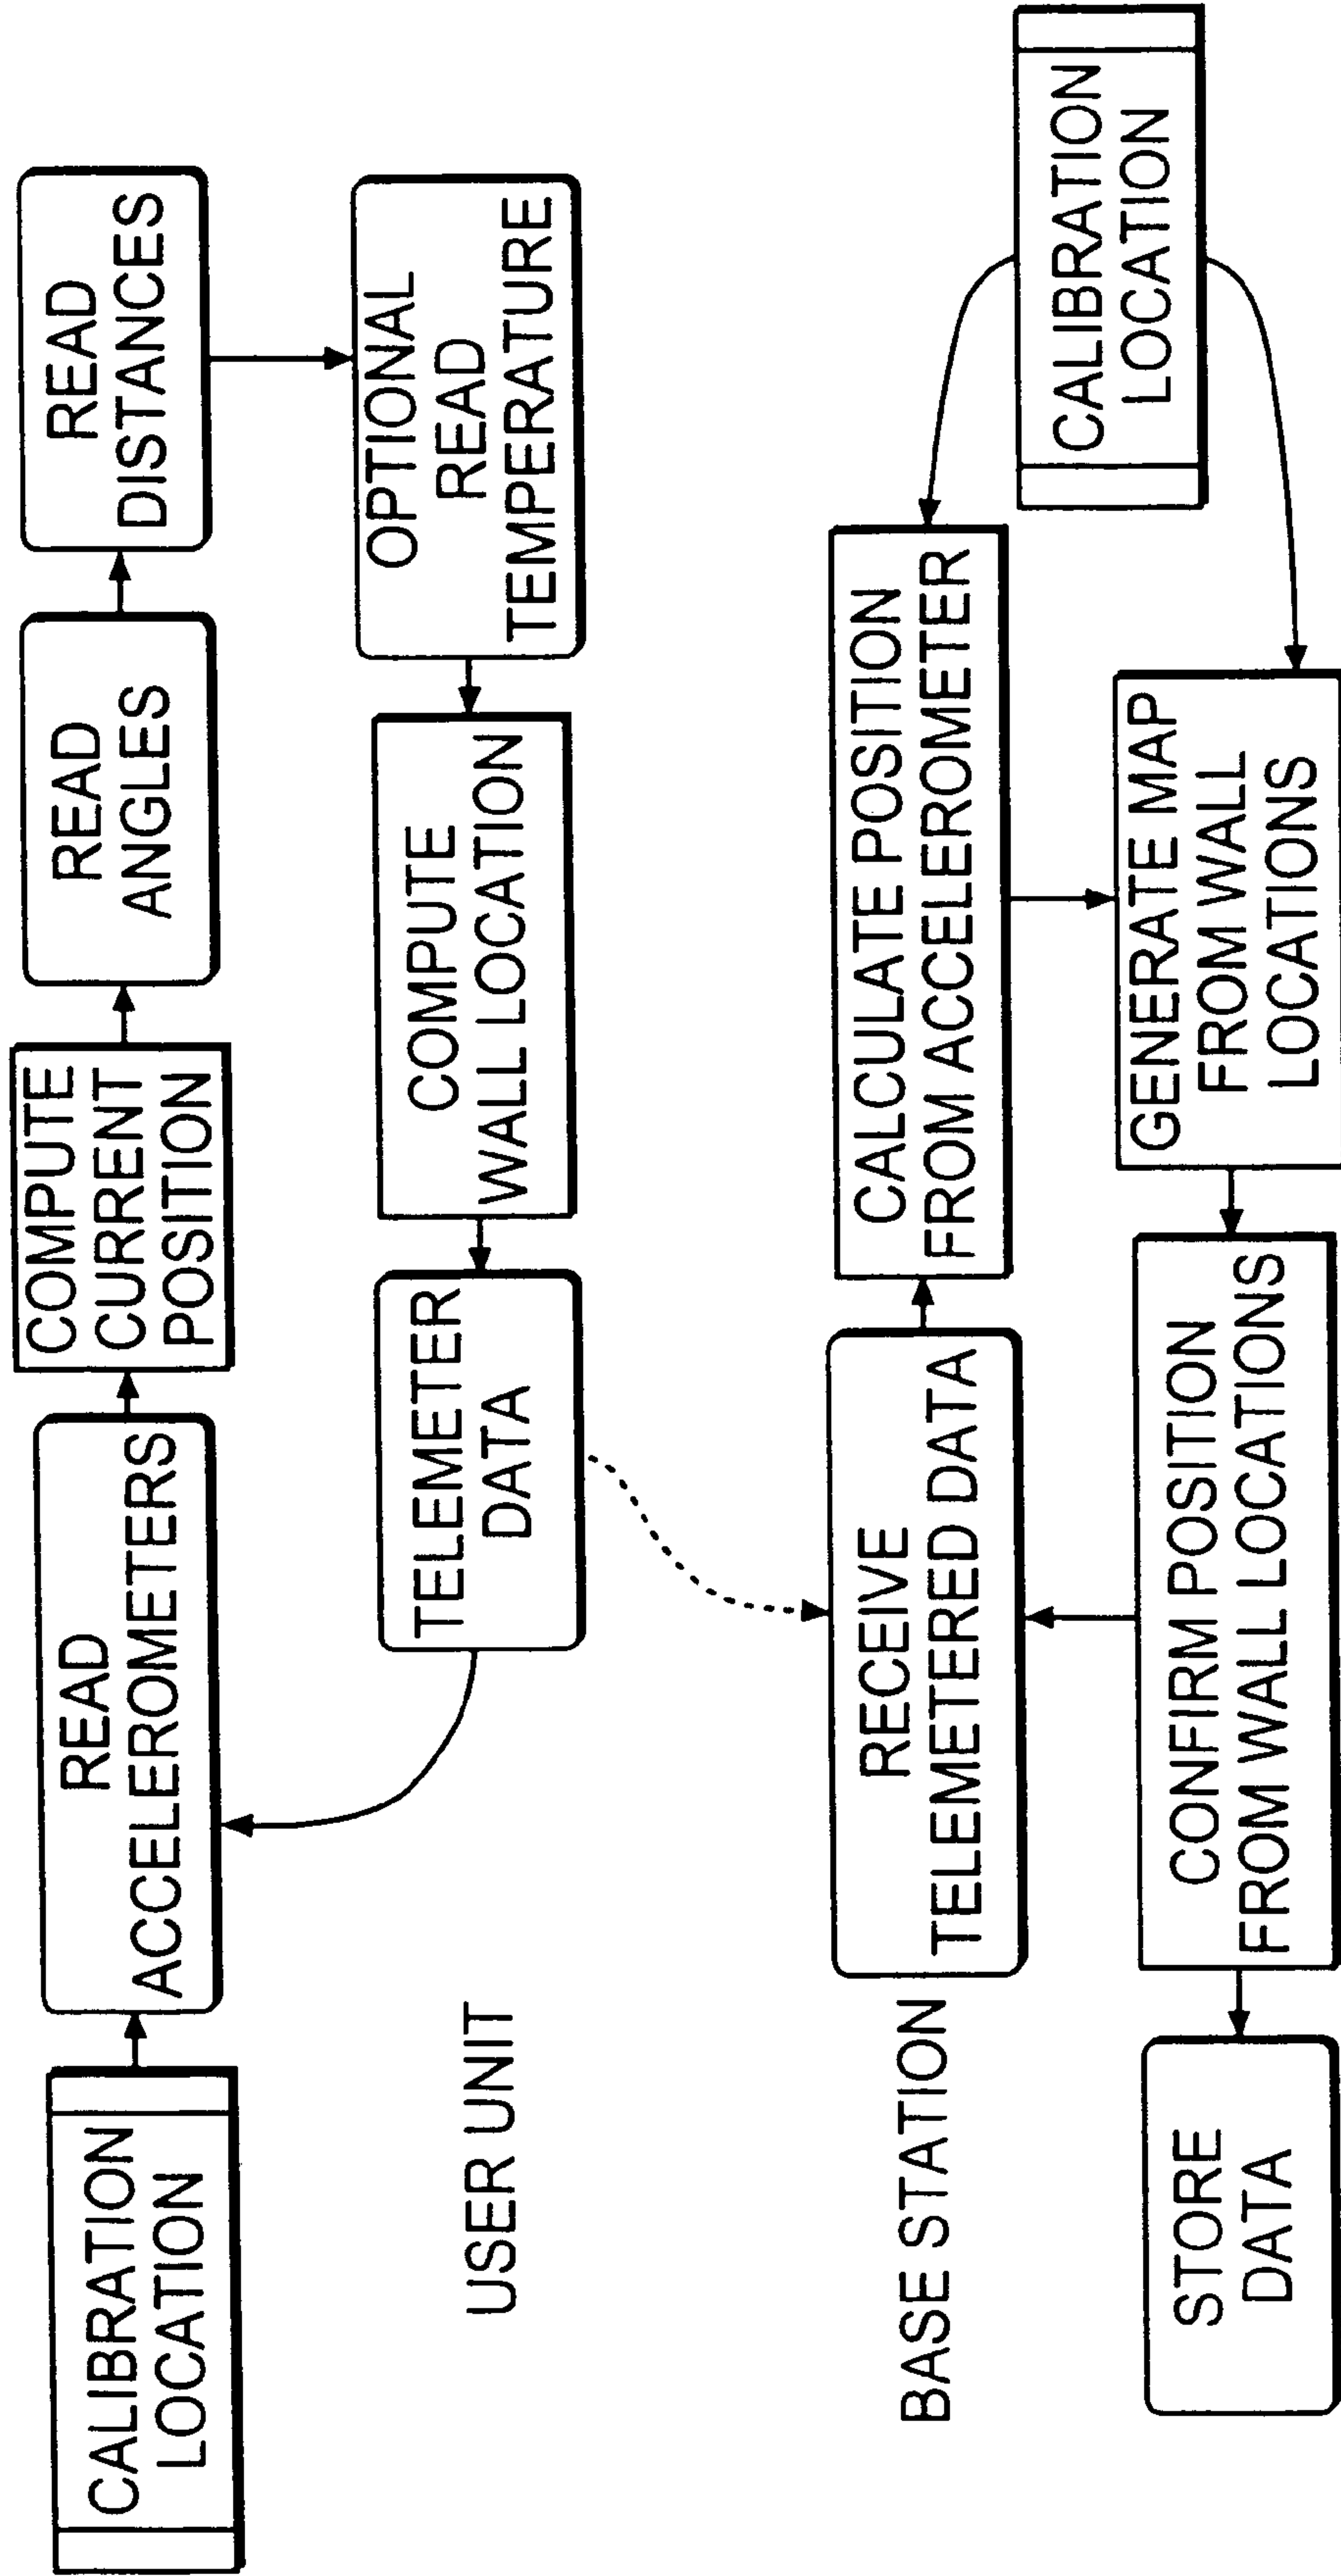 CALIBRATION
LOCATION
READ
ACCELEROMETERS
COMPUTE
CURRENT
POSITION
READ
ANGLES
READ
DISTANCES
OPTIONAL
READ
TEMPERATURE
COMPUTE
WALL LOCATION
TELEMETER
DATA
USER UNIT
BASE STATION
RECEIVE
TELEMETERED DATA
CALCULATE POSITION
FROM ACCELEROMETER
CALIBRATION
LOCATION
GENERATE MAP
FROM WALL
LOCATIONS
CONFIRM POSITION
FROM WALL LOCATIONS
STORE
DATA